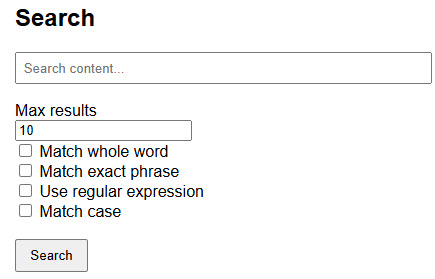 Search
Search content...
Max results
10
Match whole word
Match exact phrase
Use regular expression
Match case
Search